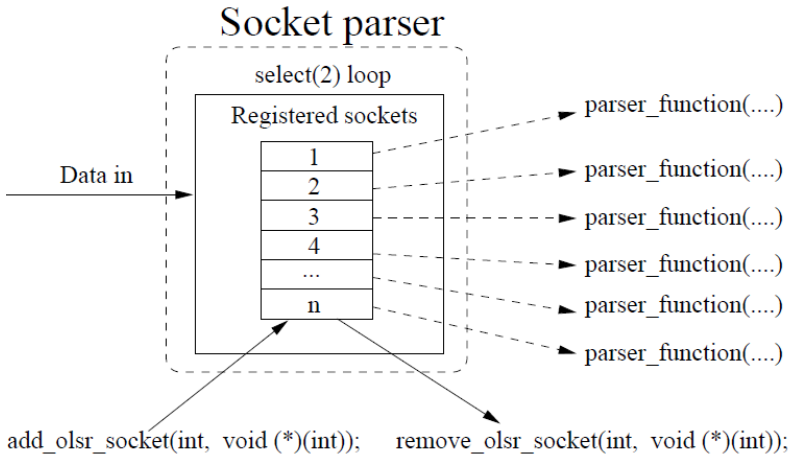 Socket parser
select(2) loop
Registered sockets
Data in
1
2
3
4
...
n
parser_function(....)
parser_function(....)
parser_function(....)
parser_function(....)
parser_function(....)
parser_function(....)
add_olsr_socket(int, void (*)(int));
remove_olsr_socket(int, void (*)(int));